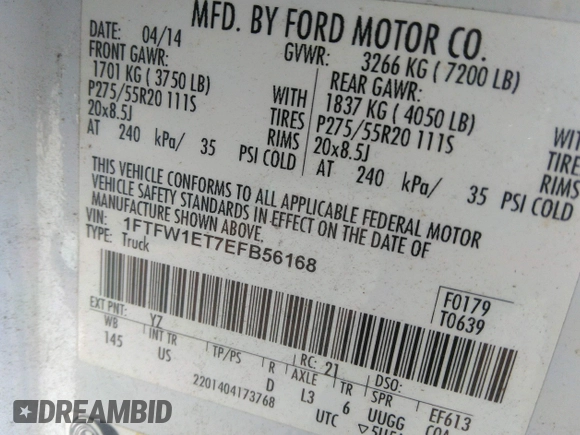 MFD. BY FORD MOTOR CO.
DATE: 04/14
GVWR: 3266 KG ( 7200 LB)
FRONT GAWR:
1701 KG ( 3750 LB)
P275/55R20 111S
20x8.5J
WITH
TIRES
RIMS
AT 240 kPa/ 35 PSI COLD
REAR GAWR:
1837 KG ( 4050 LB)
P275/55R20 111S
20x8.5J
WITH
TIRES
RIMS
AT 240 kPa/ 35 PSI COLD
THIS VEHICLE CONFORMS TO ALL APPLICABLE FEDERAL MOTOR
VEHICLE SAFETY STANDARDS IN EFFECT ON THE DATE OF
MANUFACTURE SHOWN ABOVE.
VIN: 1FTFW1ET7EFB56168
TYPE: Truck
F0179
T0639
EXT PNT: YZ
RC: 21
DSO:
WB INT TR TP/PS R AXLE TR SPR EF613
145 US D L3 6 UUGG
2201404173768
UTC
DREAMBID